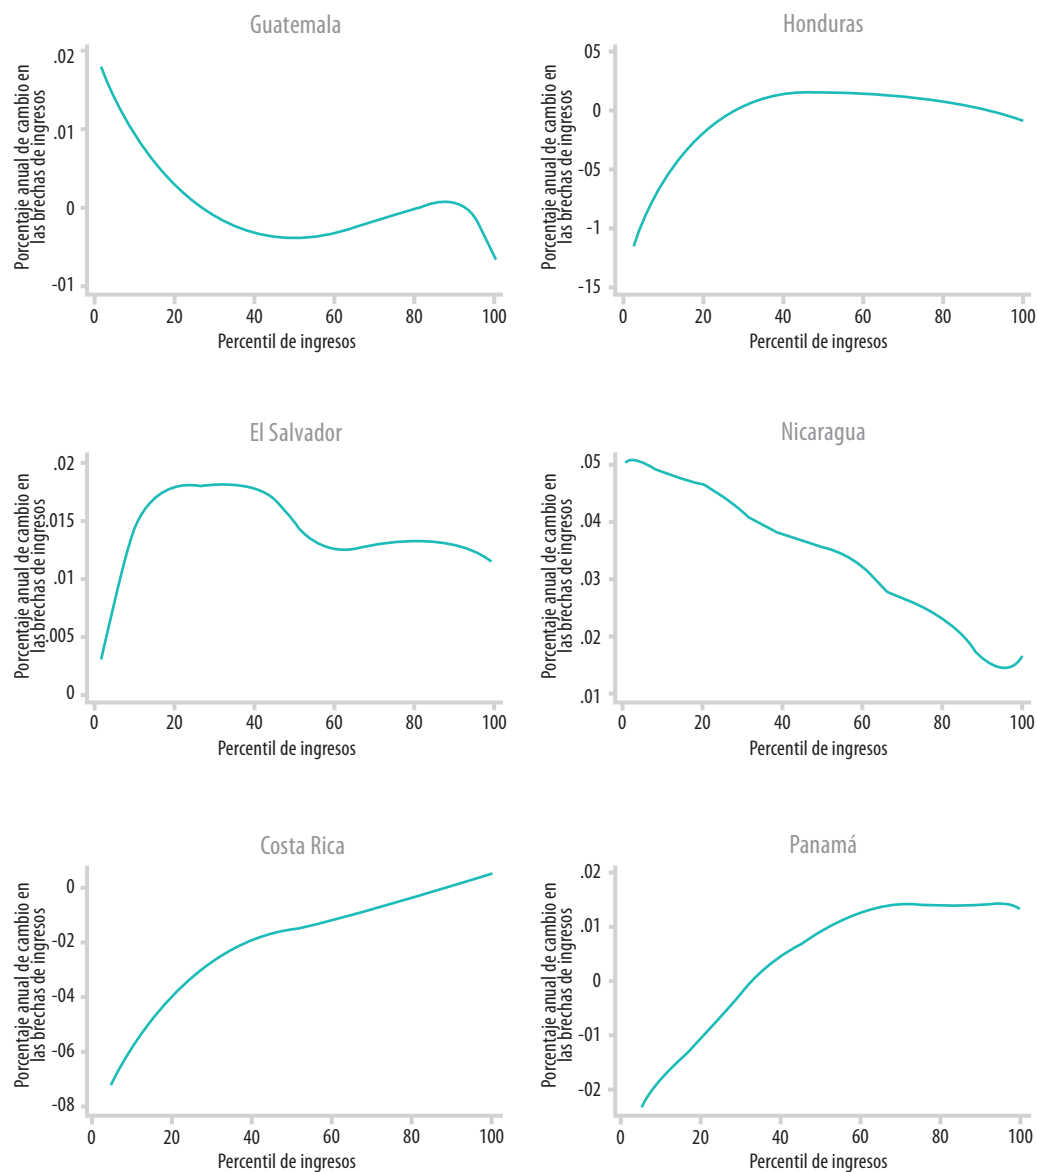 Guatemala
Porcentaje anual de cambio en
las brechas de ingresos
.02
.01
0
-01
0 20 40 60 80 100
Percentil de ingresos
Honduras
Porcentaje anual de cambio en
las brechas de ingresos
05
0
-05
-1
-15
0 20 40 60 80 100
Percentil de ingresos
El Salvador
Porcentaje anual de cambio en
las brechas de ingresos
.02
.015
.01
.005
0
0 20 40 60 80 100
Percentil de ingresos
Nicaragua
Porcentaje anual de cambio en
las brechas de ingresos
.05
.04
.03
.02
.01
0 20 40 60 80 100
Percentil de ingresos
Costa Rica
Porcentaje anual de cambio en
las brechas de ingresos
0
-02
-04
-06
-08
0 20 40 60 80 100
Percentil de ingresos
Panamá
Porcentaje anual de cambio en
las brechas de ingresos
.02
.01
0
-01
-02
0 20 40 60 80 100
Percentil de ingresos